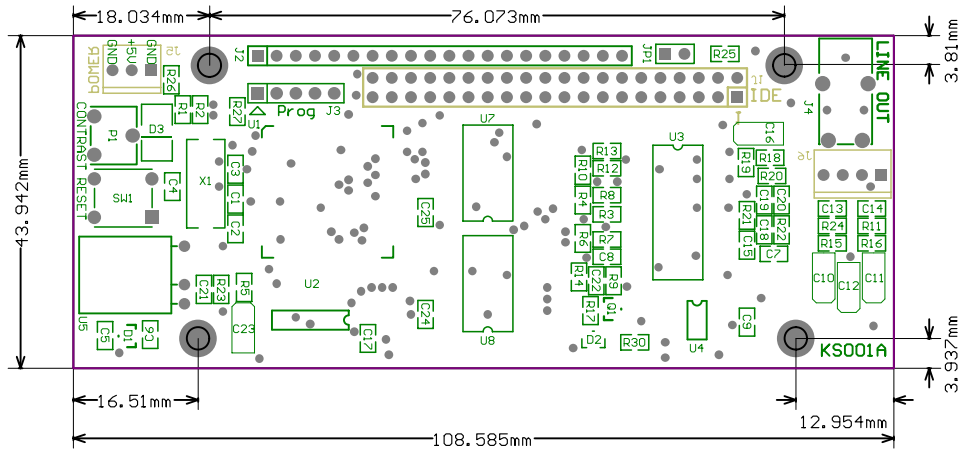 18.034mm
76.073mm
3.81mm
43.942mm
3.937mm
16.51mm
12.954mm
108.585mm
POWER
GND
+5V
GND
J5
R26
J2
JP1
R25
J1
IDE
LINE OUT
J4
R1
R2
R27
U1
Prog
J3
CONTRAST
P1
D3
X1
C3
C1
C2
RESET
SW1
C4
U7
R13
R12
R10
R4
R8
R3
R6
R7
C8
R14
C22
R9
R17
Q1
D2
R30
U3
C16
J6
R19
R18
R20
C19
C20
R21
C18
R22
C15
C7
C13
C14
R24
R11
R15
R16
C10
C12
C11
C25
U2
C24
U8
C17
U4
C9
U5
C21
R23
R5
C23
C5
D1
C6
KS001A